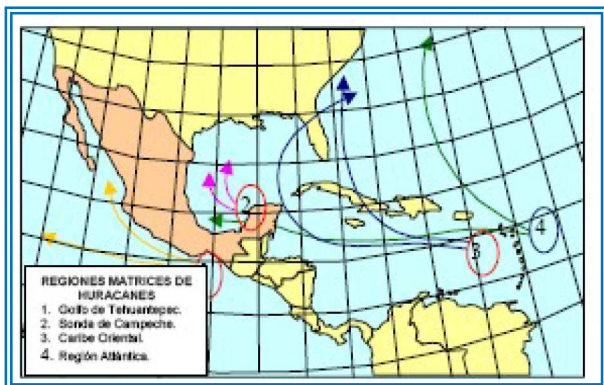 2
3
4
REGIONES MATRICES DE
HURACANES
1. Golfo de Tehuantepec.
2. Sonda de Campeche.
3. Caribe Oriental.
4. Región Atlántica.